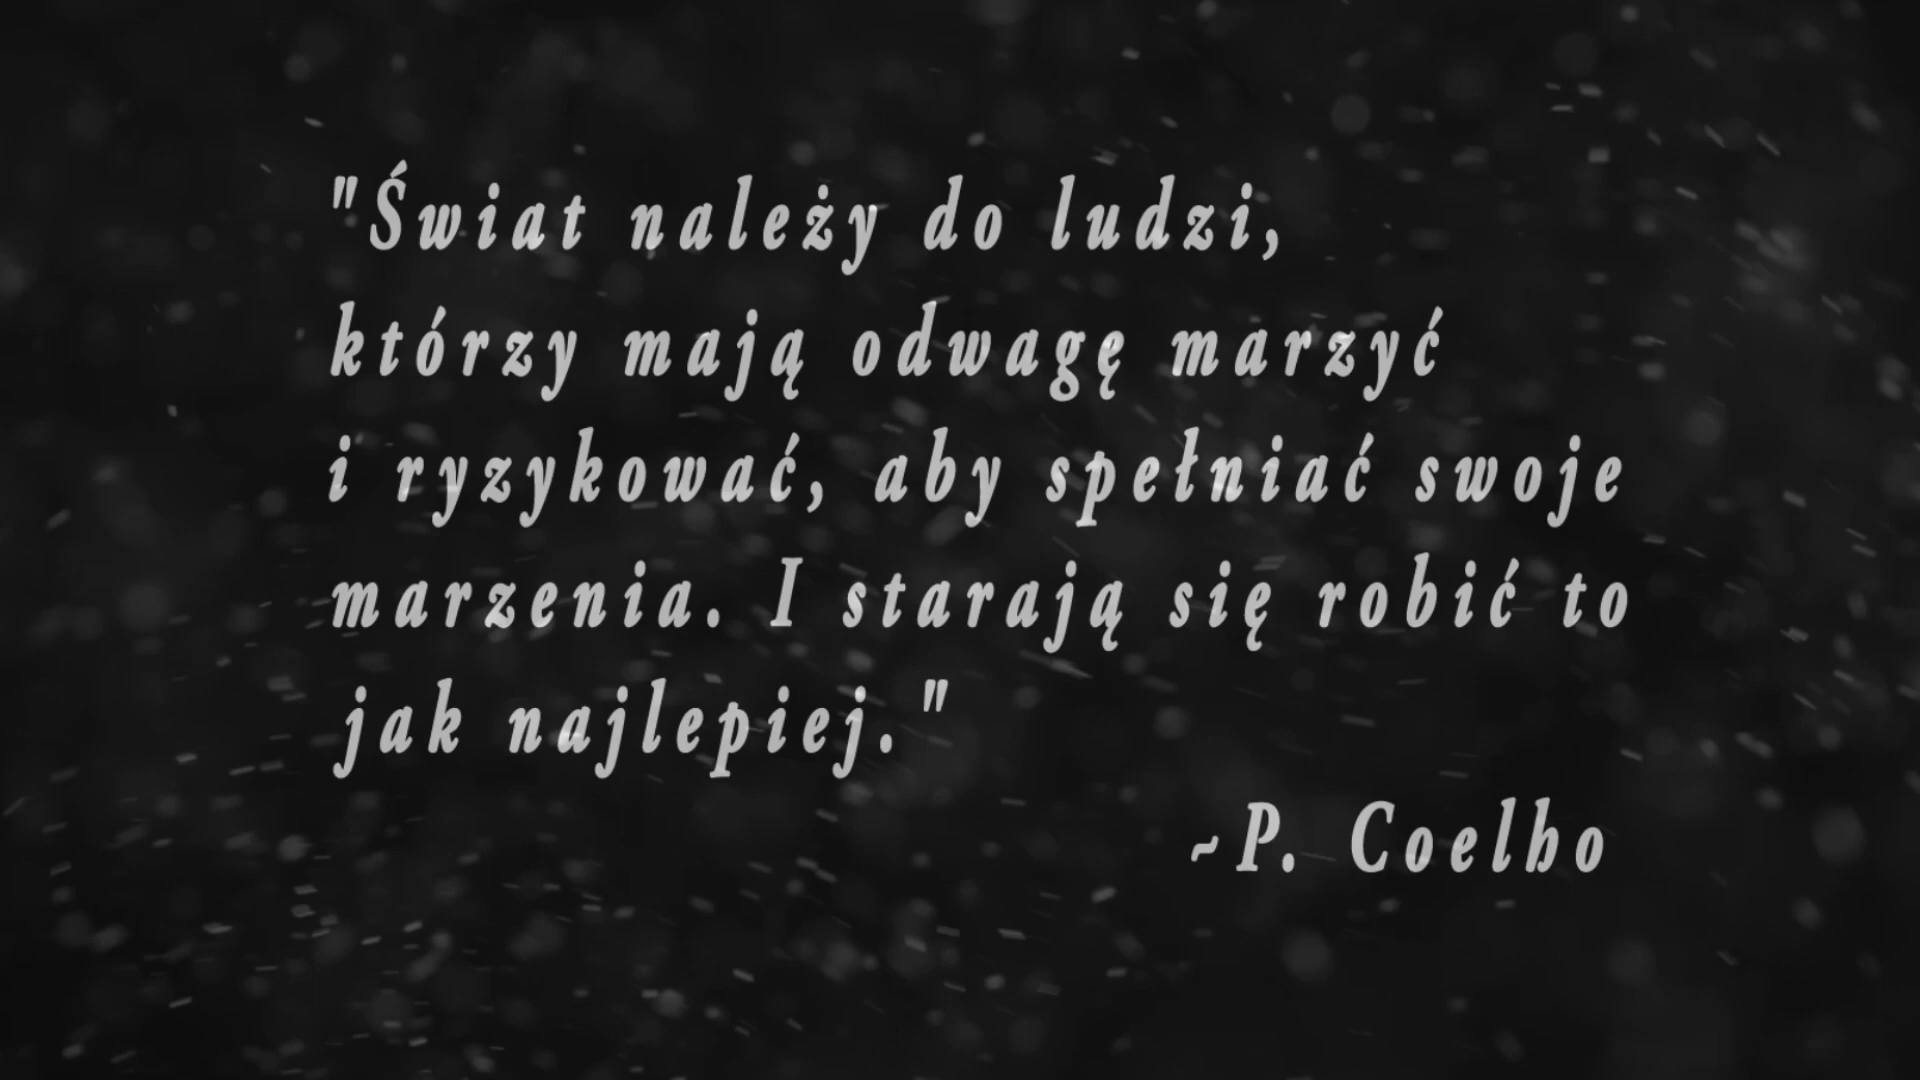 "Świat należy do ludzi,
którzy mają odwagę marzyć
i ryzykować, aby spełniać swoje
marzenia. I starają się robić to
jak najlepiej."
~P. Coelho